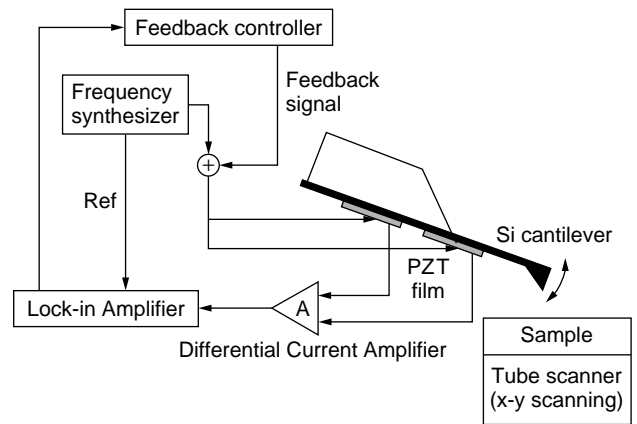 Feedback controller
Frequency
synthesizer
Feedback
signal
+
Ref
Si cantilever
PZT
film
Lock-in Amplifier
A
Differential Current Amplifier
Sample
Tube scanner
(x-y scanning)